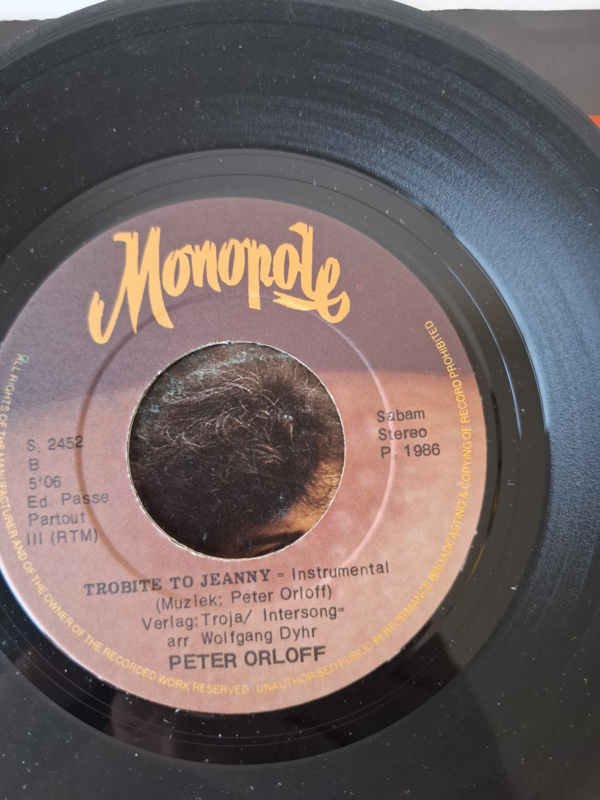 Monopole
S. 2452
B
5'06
Ed. Passe
Partout
III (RTM)
Sabam
Stereo
P. 1986
TROBITE TO JEANNY = Instrumental
(Muziek: Peter Orloff)
Verlag:Troja/ Intersong=
arr Wolfgang Dyhr
PETER ORLOFF
ALL RIGHTS OF THE MANUFACTURER AND OF THE OWNER OF THE RECORDED WORK RESERVED UNAUTHORISED PUBLIC PERFORMANCE BROADCASTING & COPYING OF RECORD PROHIBITED